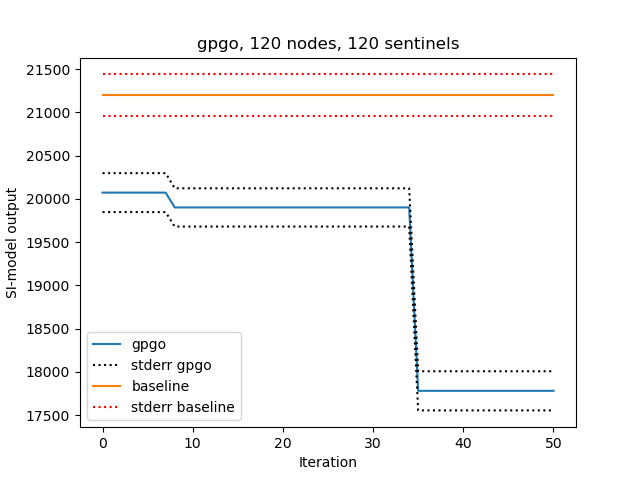 gpgo, 120 nodes, 120 sentinels
21500
21000
20500
20000
19500
19000
18500
18000
17500
SI-model output
gpgo
stderr gpgo
baseline
stderr baseline
0 10 20 30 40 50
Iteration